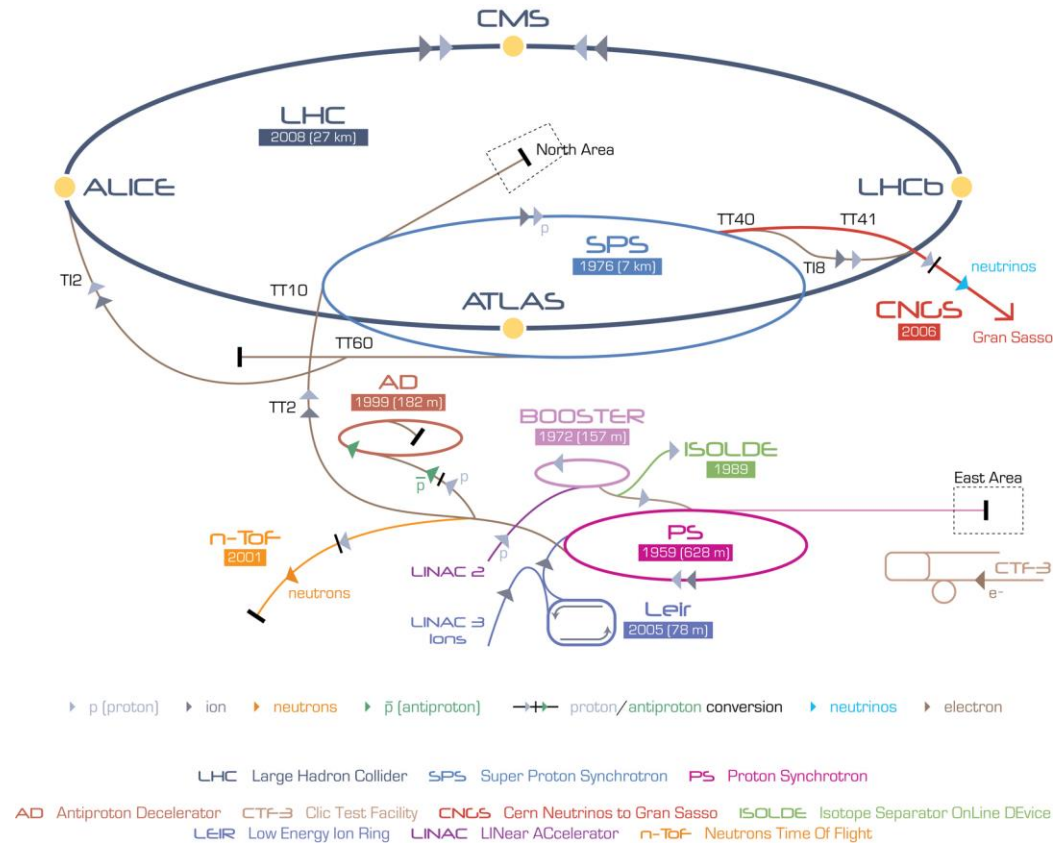 CMS
LHC
2008 (27 km)
North Area
ALICE
LHCb
TT40
TT41
p
SPS
1976 (7 km)
TI8
neutrinos
TI2
TT10
ATLAS
CNGS
2006
Gran Sasso
TT60
AD
1999 (182 m)
TT2
BOOSTER
1972 (157 m)
ISOLDE
1989
East Area
p̅
p
n-ToF
2001
neutrons
LINAC 2
p
PS
1959 (628 m)
CTF-3
e-
LINAC 3
Ions
Leir
2005 (78 m)
p (proton) ion neutrons p̅ (antiproton) proton/antiproton conversion neutrinos electron
LHC Large Hadron Collider SPS Super Proton Synchrotron PS Proton Synchrotron
AD Antiproton Decelerator CTF-3 Clic Test Facility CNGS Cern Neutrinos to Gran Sasso ISOLDE Isotope Separator OnLine DEvice
LEIR Low Energy Ion Ring LINAC LINear ACcelerator n-ToF Neutrons Time Of Flight